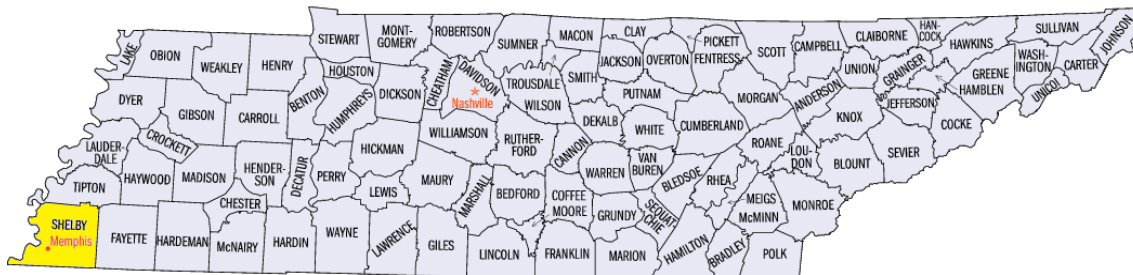 STEWART
MONT-
GOMERY
ROBERTSON
SUMNER
MACON
CLAY
PICKETT
SCOTT
CAMPBELL
CLAIBORNE
HAN-
COCK
HAWKINS
SULLIVAN
JOHNSON
LAKE
OBION
WEAKLEY
HENRY
HOUSTON
CHEATHAM
DAVIDSON
TROUSDALE
SMITH
JACKSON
OVERTON
FENTRESS
UNION
GRAINGER
GREENE
HAMBLEN
WASH-
INGTON
CARTER
UNICOI
DYER
GIBSON
CARROLL
BENTON
HUMPHREYS
DICKSON
Nashville
WILSON
PUTNAM
MORGAN
ANDERSON
KNOX
JEFFERSON
COCKE
LAUDER-
DALE
CROCKETT
HICKMAN
WILLIAMSON
RUTHER-
FORD
CANNON
DEKALB
WHITE
CUMBERLAND
ROANE
LOU-
DON
BLOUNT
SEVIER
TIPTON
HAYWOOD
MADISON
HENDER-
SON
DECATUR
PERRY
LEWIS
MAURY
MARSHALL
BEDFORD
COFFEE
WARREN
VAN
BUREN
BLEDSOE
RHEA
MEIGS
McMINN
MONROE
SHELBY
Memphis
FAYETTE
HARDEMAN
CHESTER
McNAIRY
HARDIN
WAYNE
LAWRENCE
GILES
LINCOLN
MOORE
FRANKLIN
GRUNDY
MARION
SEQUAT
CHIE
HAMILTON
BRADLEY
POLK